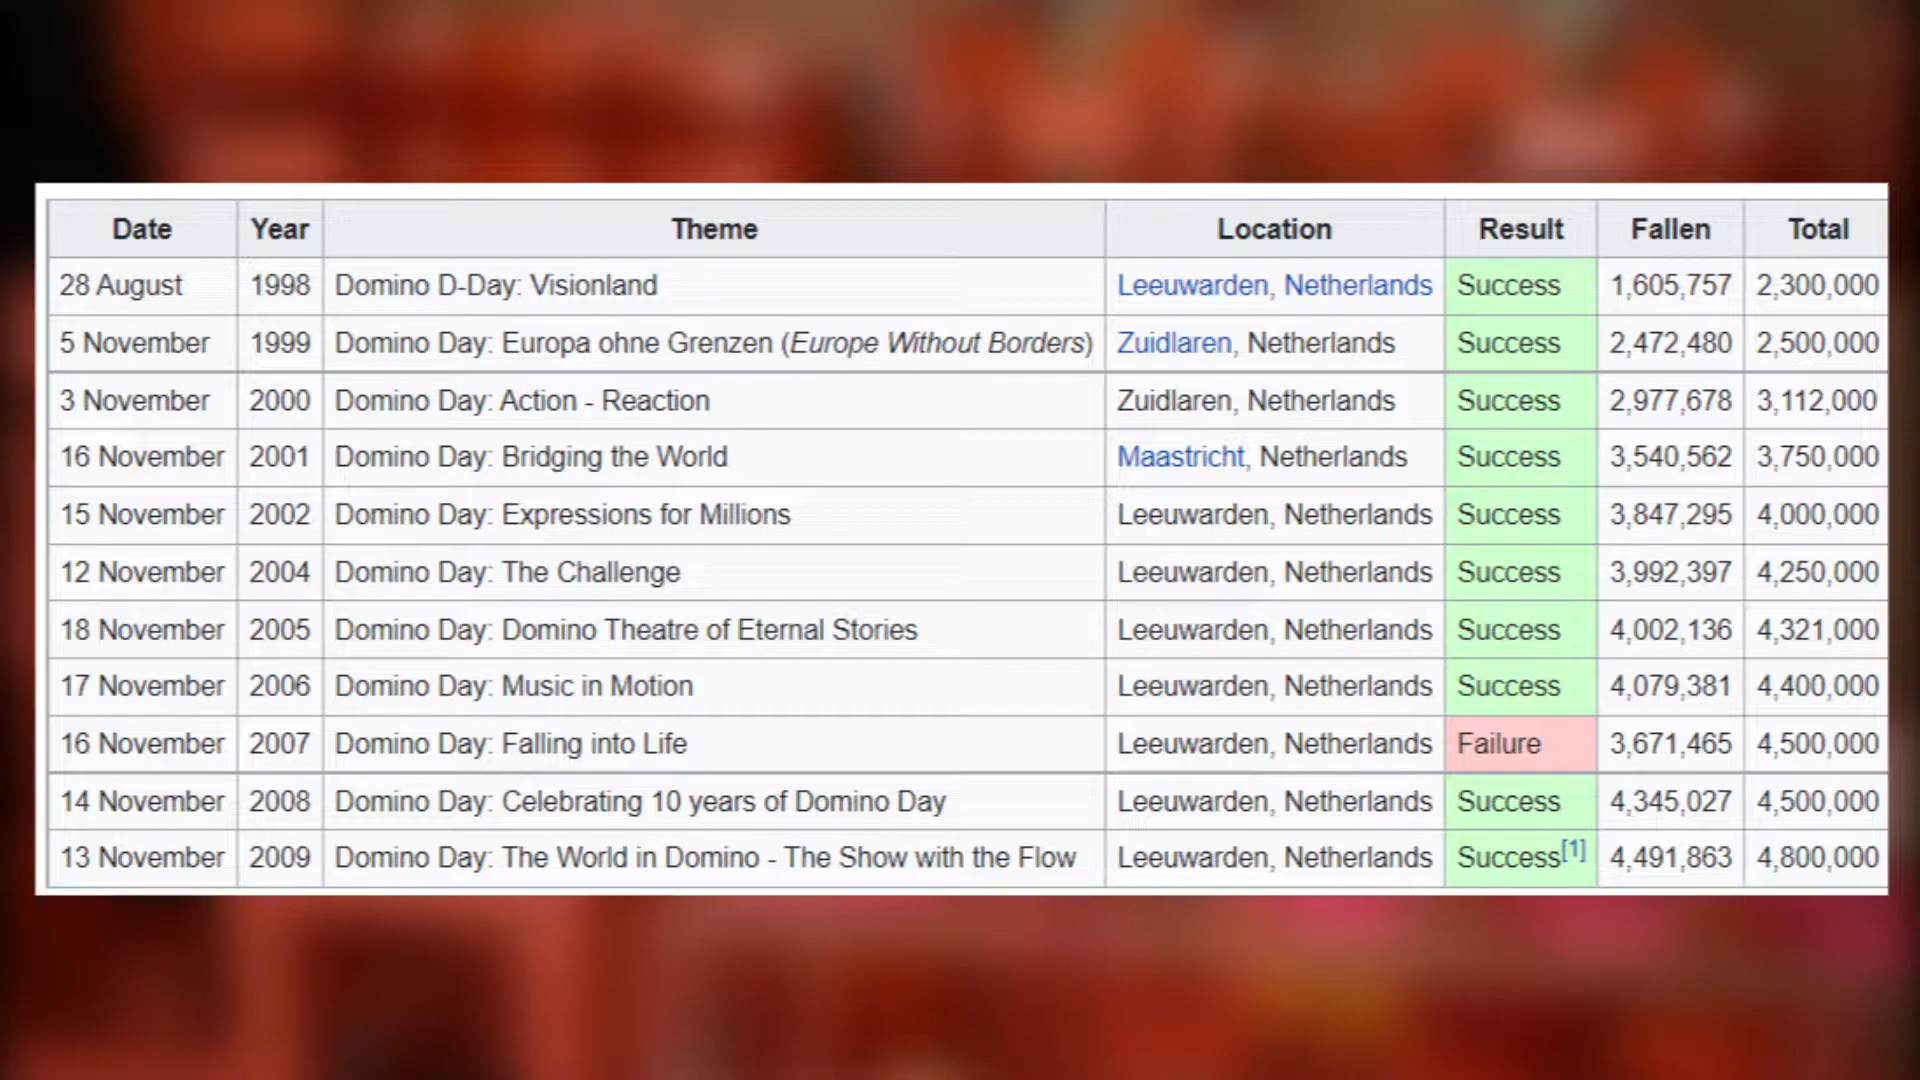 Date Year Theme Location Result Fallen Total
28 August 1998 Domino D-Day: Visionland Leeuwarden, Netherlands Success 1,605,757 2,300,000
5 November 1999 Domino Day: Europa ohne Grenzen (Europe Without Borders) Zuidlaren, Netherlands Success 2,472,480 2,500,000
3 November 2000 Domino Day: Action - Reaction Zuidlaren, Netherlands Success 2,977,678 3,112,000
16 November 2001 Domino Day: Bridging the World Maastricht, Netherlands Success 3,540,562 3,750,000
15 November 2002 Domino Day: Expressions for Millions Leeuwarden, Netherlands Success 3,847,295 4,000,000
12 November 2004 Domino Day: The Challenge Leeuwarden, Netherlands Success 3,992,397 4,250,000
18 November 2005 Domino Day: Domino Theatre of Eternal Stories Leeuwarden, Netherlands Success 4,002,136 4,321,000
17 November 2006 Domino Day: Music in Motion Leeuwarden, Netherlands Success 4,079,381 4,400,000
16 November 2007 Domino Day: Falling into Life Leeuwarden, Netherlands Failure 3,671,465 4,500,000
14 November 2008 Domino Day: Celebrating 10 years of Domino Day Leeuwarden, Netherlands Success 4,345,027 4,500,000
13 November 2009 Domino Day: The World in Domino - The Show with the Flow Leeuwarden, Netherlands Success[1] 4,491,863 4,800,000